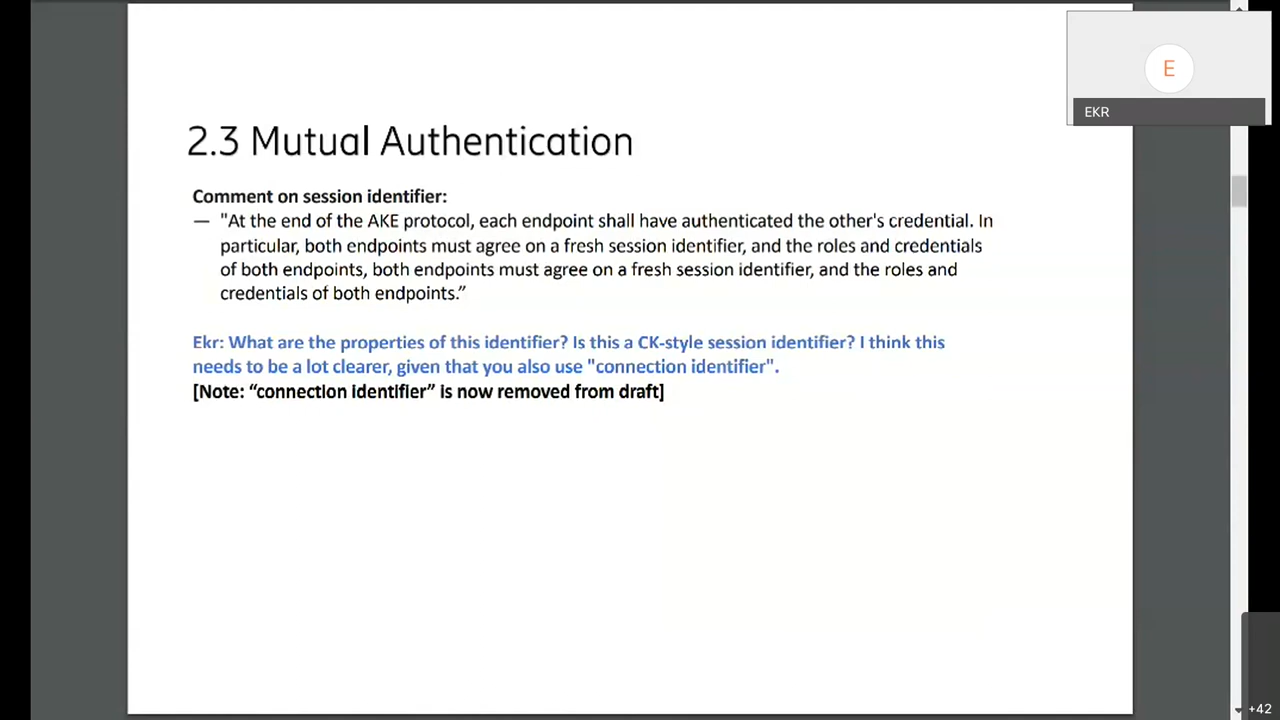 E
EKR
2.3 Mutual Authentication
Comment on session identifier:
— "At the end of the AKE protocol, each endpoint shall have authenticated the other's credential. In
particular, both endpoints must agree on a fresh session identifier, and the roles and credentials
of both endpoints, both endpoints must agree on a fresh session identifier, and the roles and
credentials of both endpoints.”
Ekr: What are the properties of this identifier? Is this a CK-style session identifier? I think this
needs to be a lot clearer, given that you also use "connection identifier".
[Note: “connection identifier” is now removed from draft]
+42